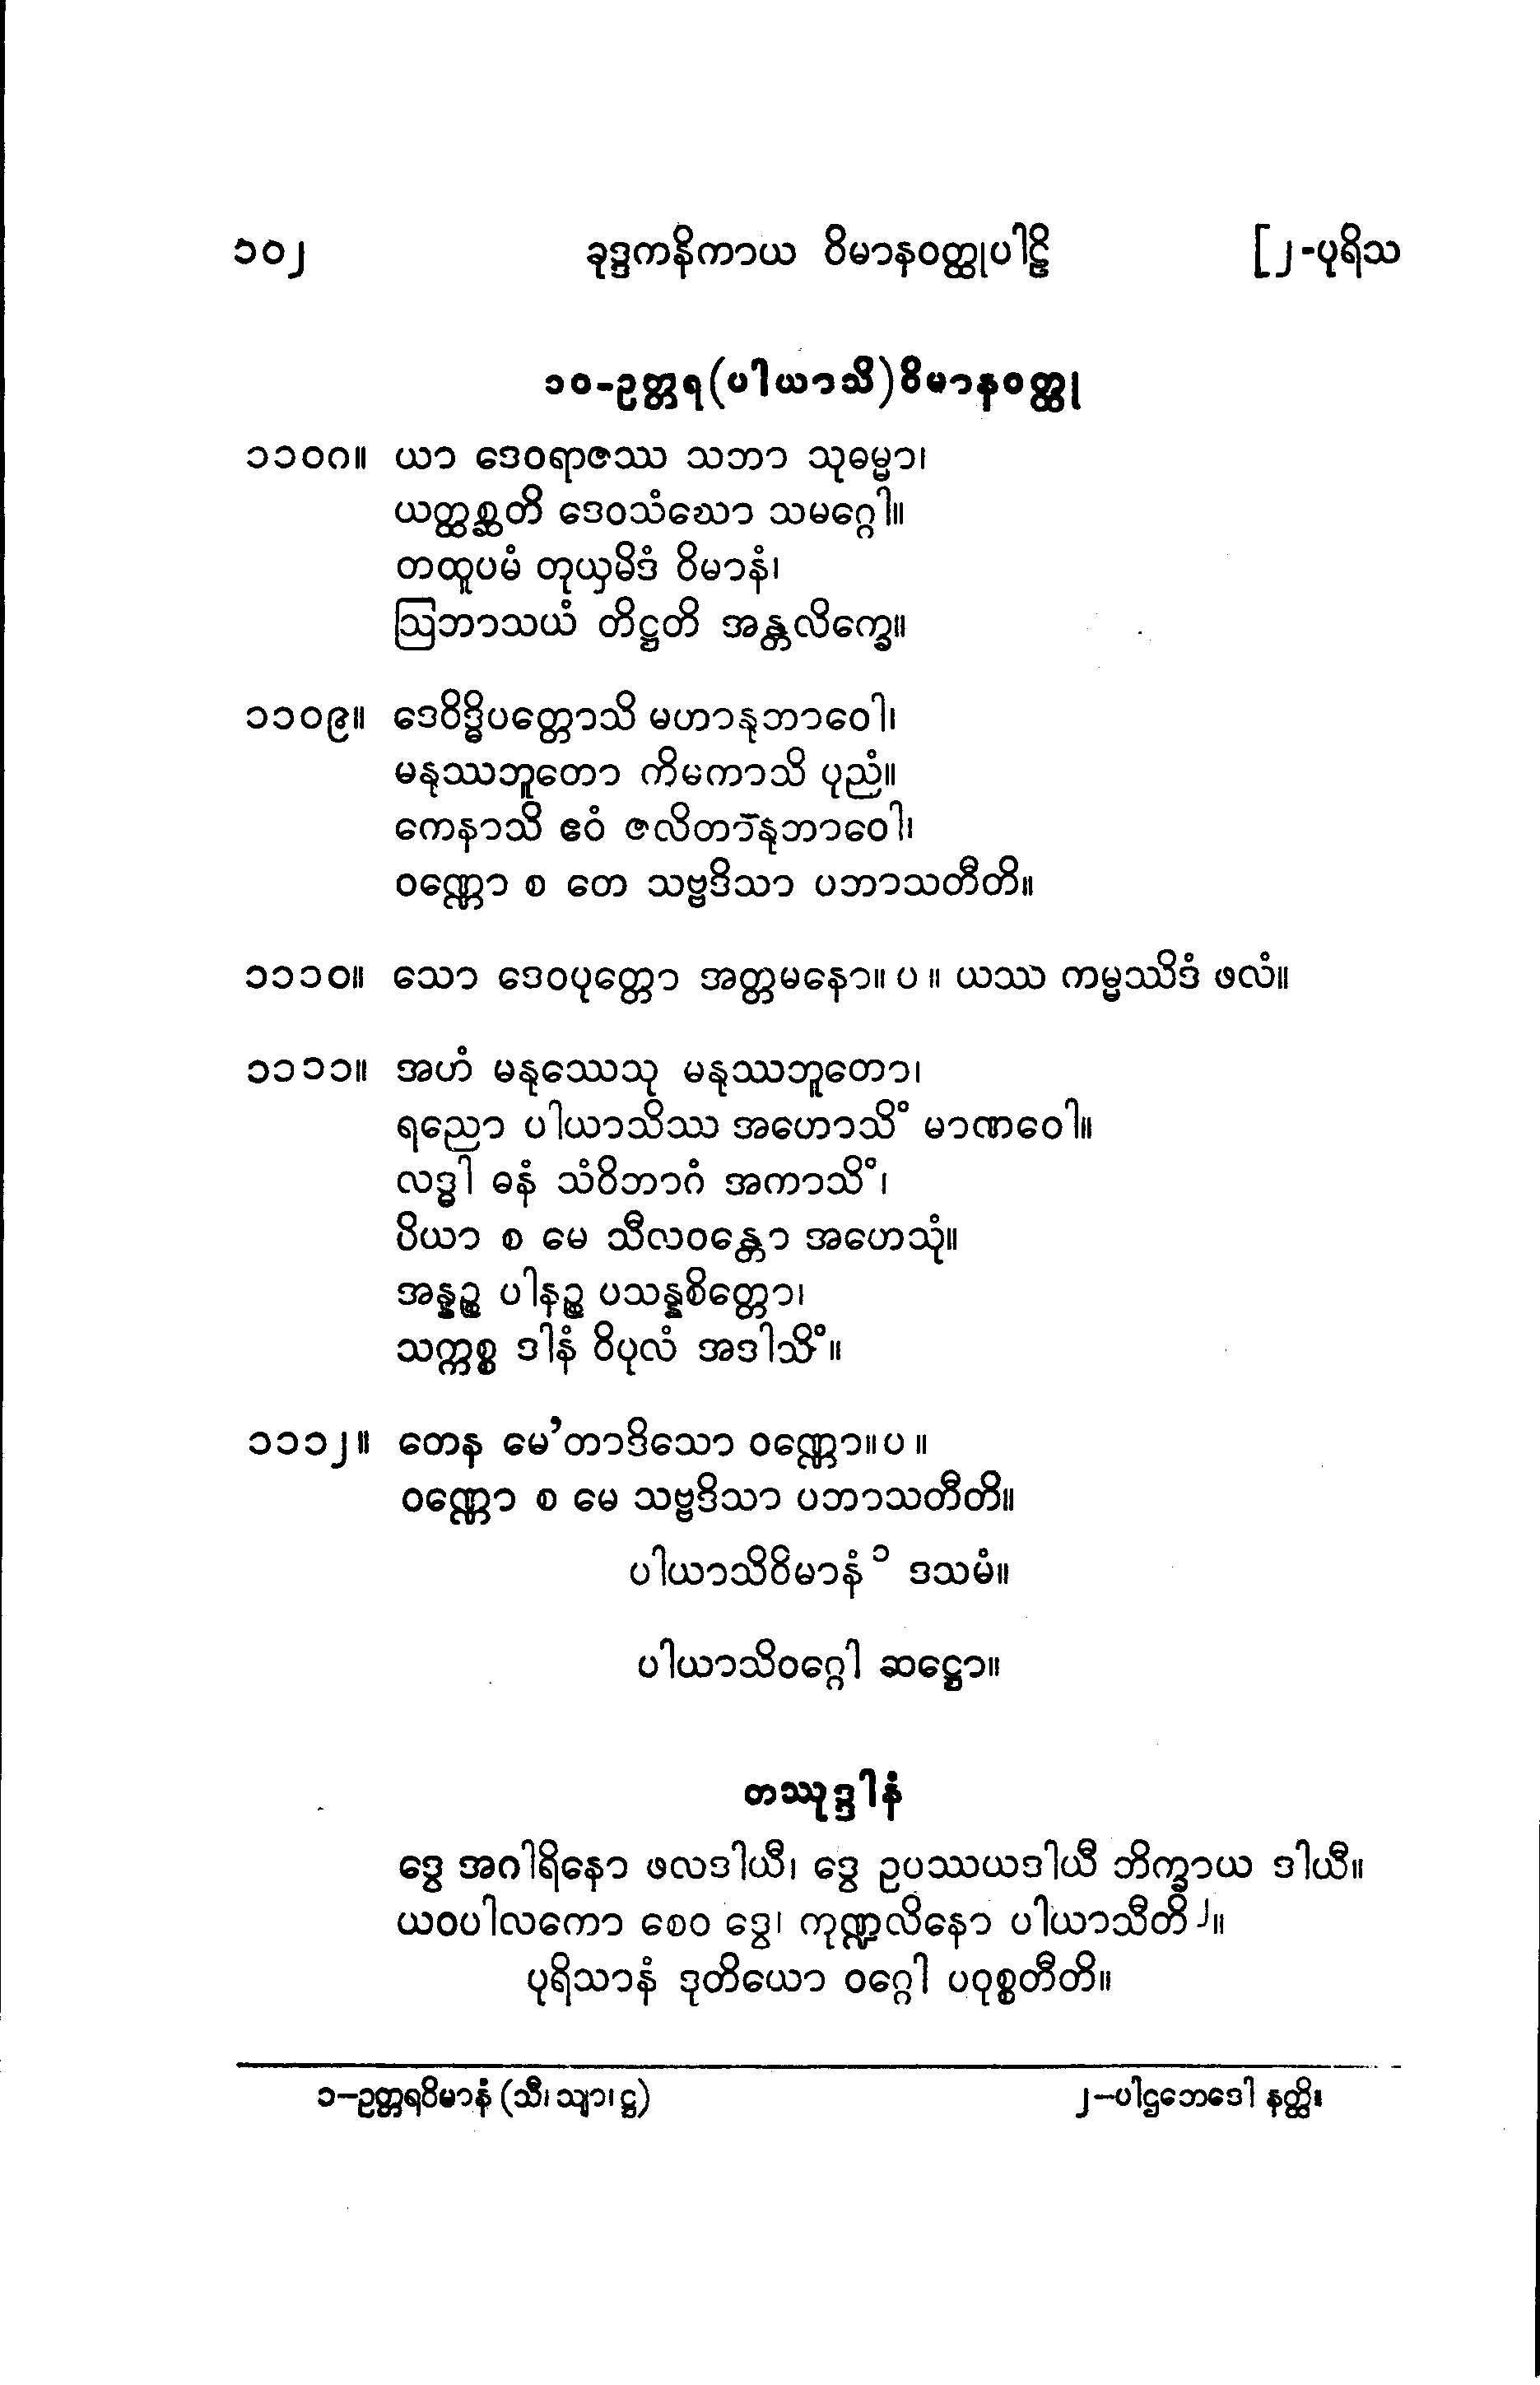 ၁၀၂ ခုဒ္ဒကနိကာယ ဝိမာနဝတ္ထုပါဠိ [၂-ပုရိသ
၁၀-ဥတ္တရ(ပါယာသိ)ဝိမာနဝတ္ထု
၁၁၀ဂ။ ယာ ဒေဝရာဇဿ သဘာ သုဓမ္မာ၊
ယတ္ထစ္ဆတိ ဒေဝသံဃော သမဂ္ဂေါ။
တထူပမံ တုယှမိဒံ ဝိမာနံ၊
ဩဘာသယံ တိဋ္ဌတိ အန္တလိက္ခေ။
၁၁၀၉။ ဒေဝိဒ္ဓိပတ္တောသိ မဟာနုဘာဝေါ၊
မနုဿဘူတော ကိမကာသိ ပုညံ။
ကေနာသိ ဧဝံ ဇလိတာနုဘာဝေါ၊
ဝဏ္ဏော စ တေ သဗ္ဗဒိသာ ပဘာသတီတိ။
၁၁၁၀။ သော ဒေဝပုတ္တော အတ္တမနော။ ပ ။ ယဿ ကမ္မဿိဒံ ဖလံ။
၁၁၁၁။ အဟံ မနုဿေသု မနုဿဘူတော၊
ရညော ပါယာသိဿ အဟောသိံ မာဏဝေါ။
လဒ္ဓါ ဓနံ သံဝိဘာဂံ အကာသိံ၊
ပိယာ စ မေ သီလဝန္တော အဟေသုံ။
အန္နဉ္စ ပါနဉ္စ ပသန္နစိတ္တော၊
သက္ကစ္စ ဒါနံ ဝိပုလံ အဒါသိံ။
၁၁၁၂။ တေန မေ’တာဒိသော ဝဏ္ဏော။ ပ ။
ဝဏ္ဏော စ မေ သဗ္ဗဒိသာ ပဘာသတီတိ။
ပါယာသိဝိမာနံ ၁ ဒသမံ။
ပါယာသိဝဂ္ဂေါ ဆဋ္ဌော။
တဿုဒ္ဒါနံ
ဒွေ အဂါရိနော ဖလဒါယီ၊ ဒွေ ဥပဿယဒါယီ ဘိက္ခာယ ဒါယီ။
ယဝပါလကော စေဝ ဒွေ၊ ကုဏ္ဍလိနော ပါယာသီတိ ၂။
ပုရိသာနံ ဒုတိယော ဝဂ္ဂေါ ပဝုစ္စတီတိ။
၁–ဥတ္တရဝိမာနံ (သီ၊ သျာ၊ ဋ္ဌ) ၂–ပါဌဘေဒေါ နတ္ထိ။